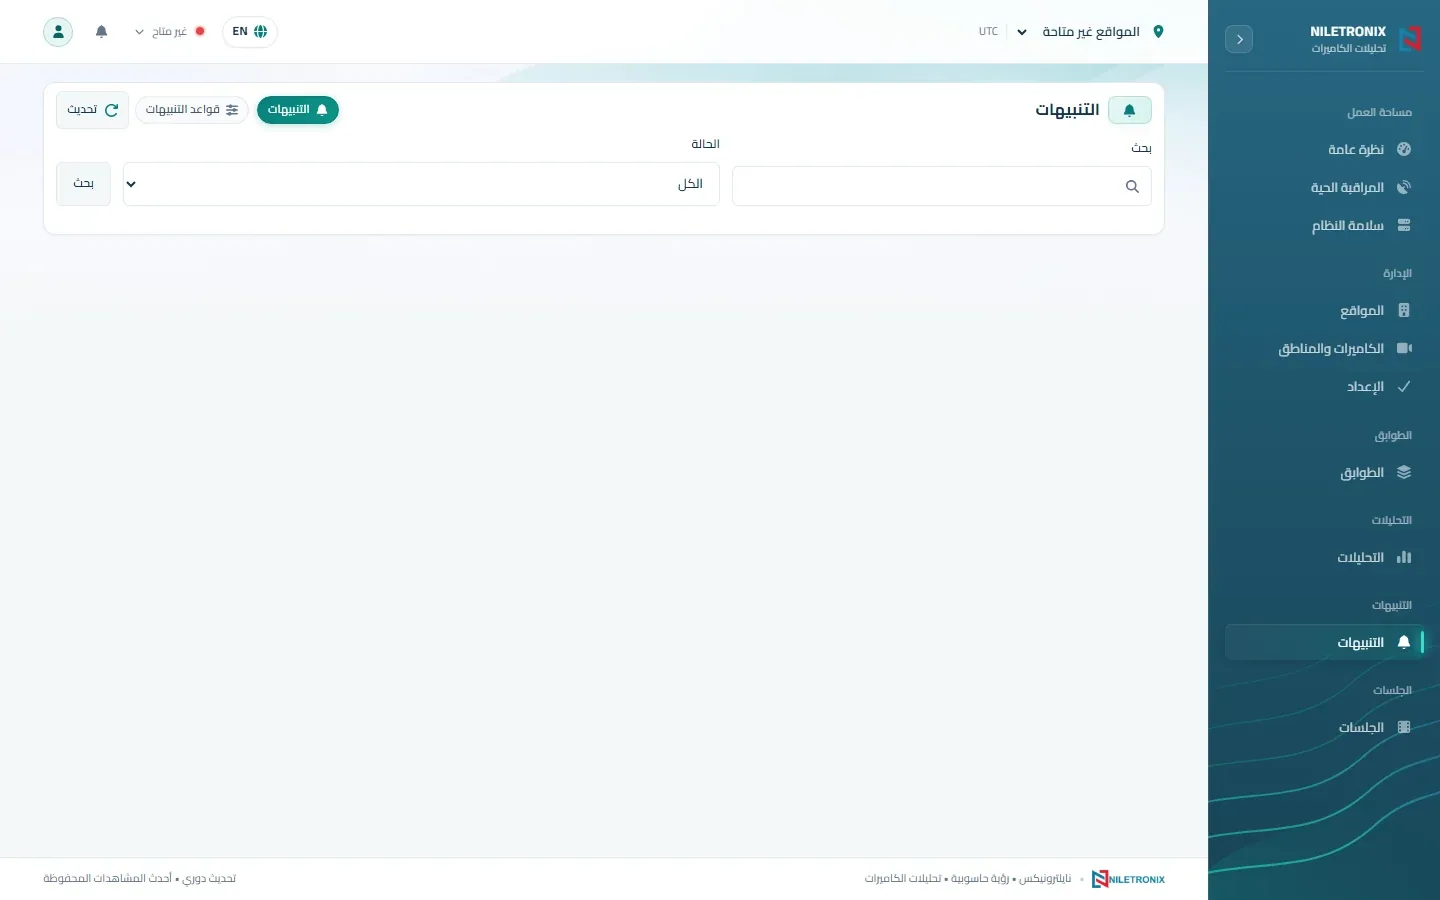 NILETRONIX
تحليلات الكاميرات
مساحة العمل
نظرة عامة
المراقبة الحية
سلامة النظام
الإدارة
المواقع
الكاميرات والمناطق
الإعداد
الطوابق
الطوابق
التحليلات
التحليلات
التنبيهات
التنبيهات
الجلسات
الجلسات
المواقع غير متاحة
UTC
EN
غير متاح
التنبيهات
التنبيهات
قواعد التنبيهات
تحديث
بحث
الحالة
الكل
بحث
NILETRONIX
نايلترونيكس • رؤية حاسوبية • تحليلات الكاميرات
تحديث دوري • أحدث المشاهدات المحفوظة